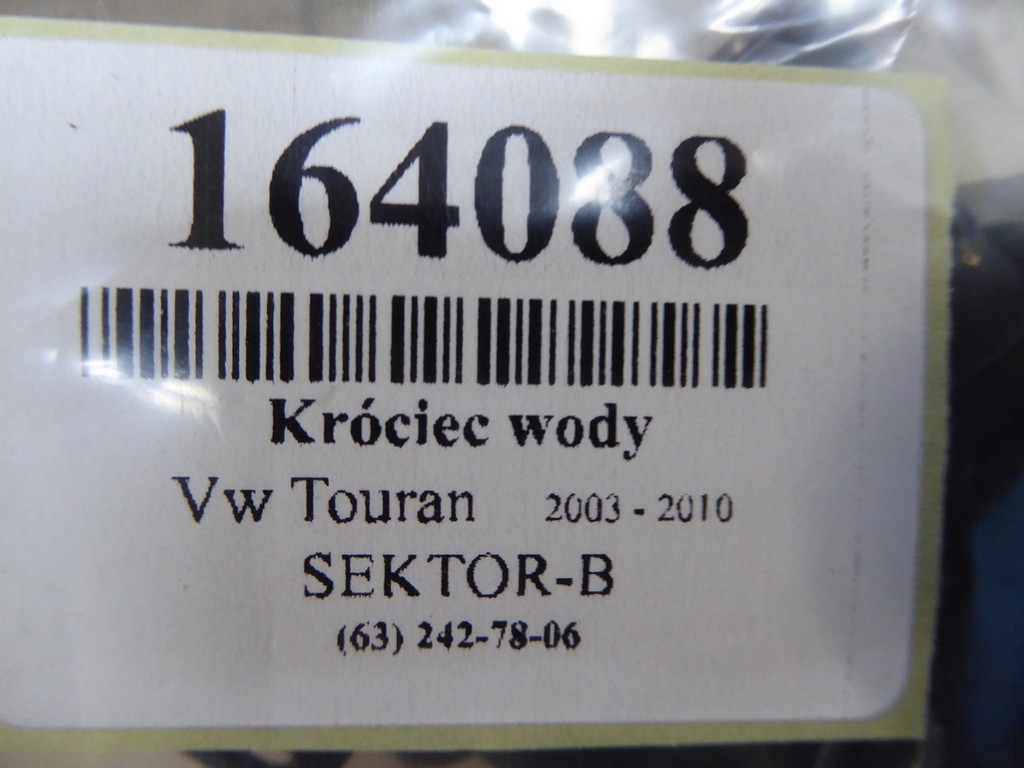 164088
Króciec wody
Vw Touran 2003 - 2010
SEKTOR-B
(63) 242-78-06